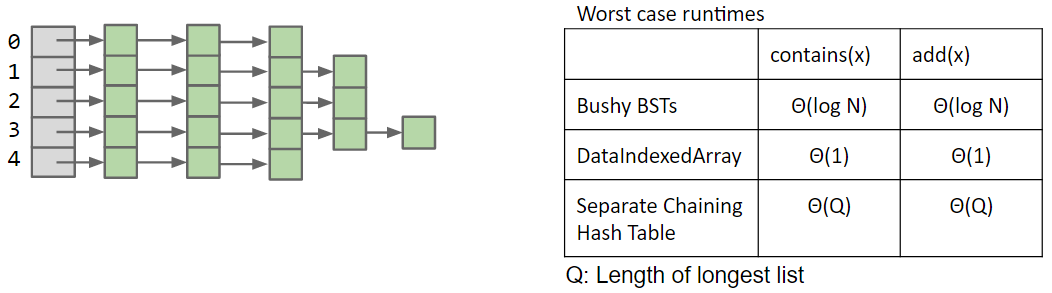 0
1
2
3
4
Worst case runtimes
contains(x) add(x)
Bushy BSTs Θ(log N) Θ(log N)
DataIndexedArray Θ(1) Θ(1)
Separate Chaining Θ(Q) Θ(Q)
Hash Table
Q: Length of longest list